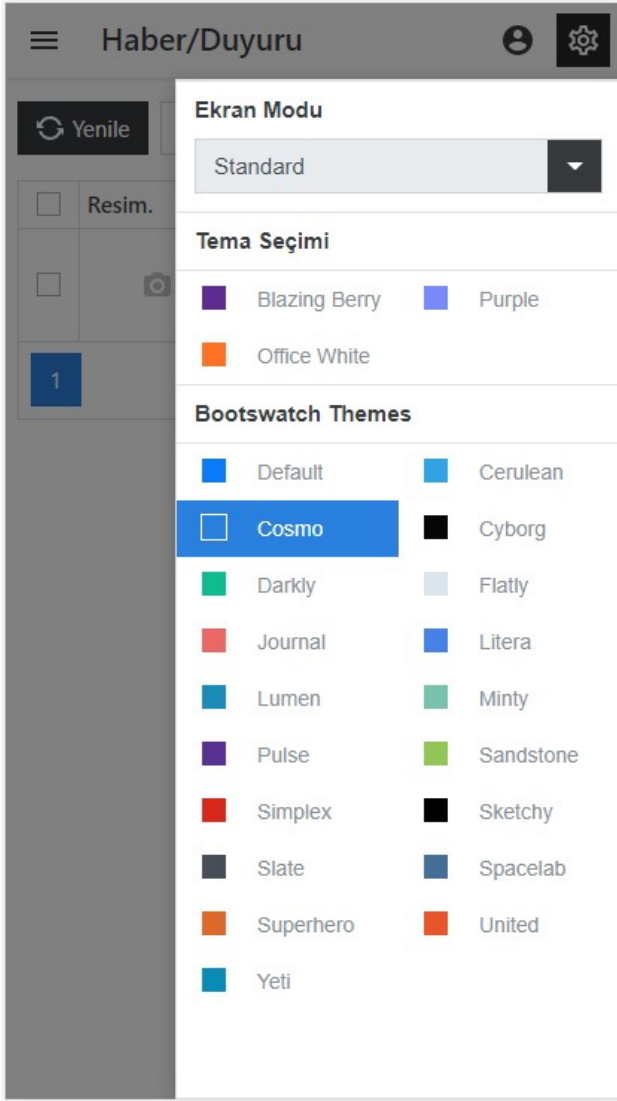 Haber/Duyuru
Yenile
Resim.
1
Ekran Modu
Standard
Tema Seçimi
Blazing Berry Purple
Office White
Bootswatch Themes
Default Cerulean
Cosmo Cyborg
Darkly Flatly
Journal Litera
Lumen Minty
Pulse Sandstone
Simplex Sketchy
Slate Spacelab
Superhero United
Yeti